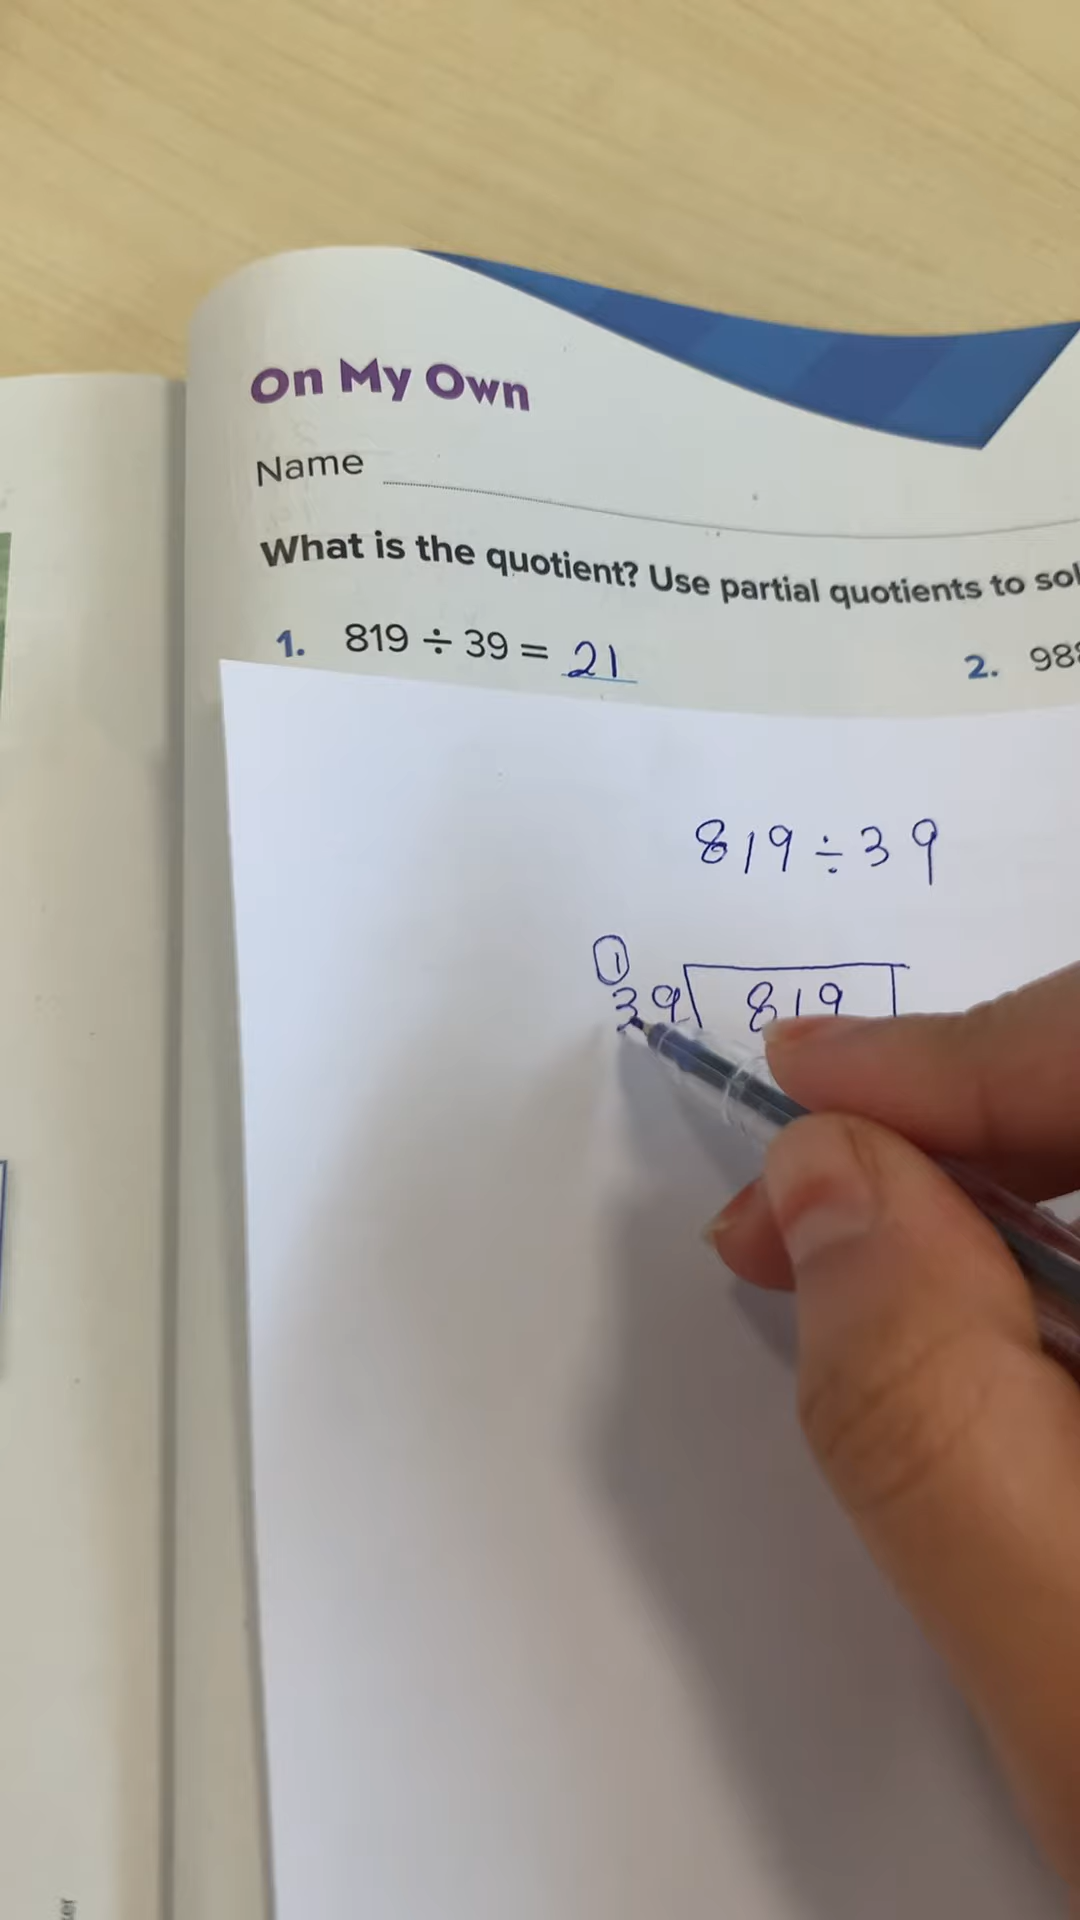 On My Own
Name
What is the quotient? Use partial quotients to sol
1. 819 ÷ 39 = 21
2. 98
819 ÷ 39
1
39 819